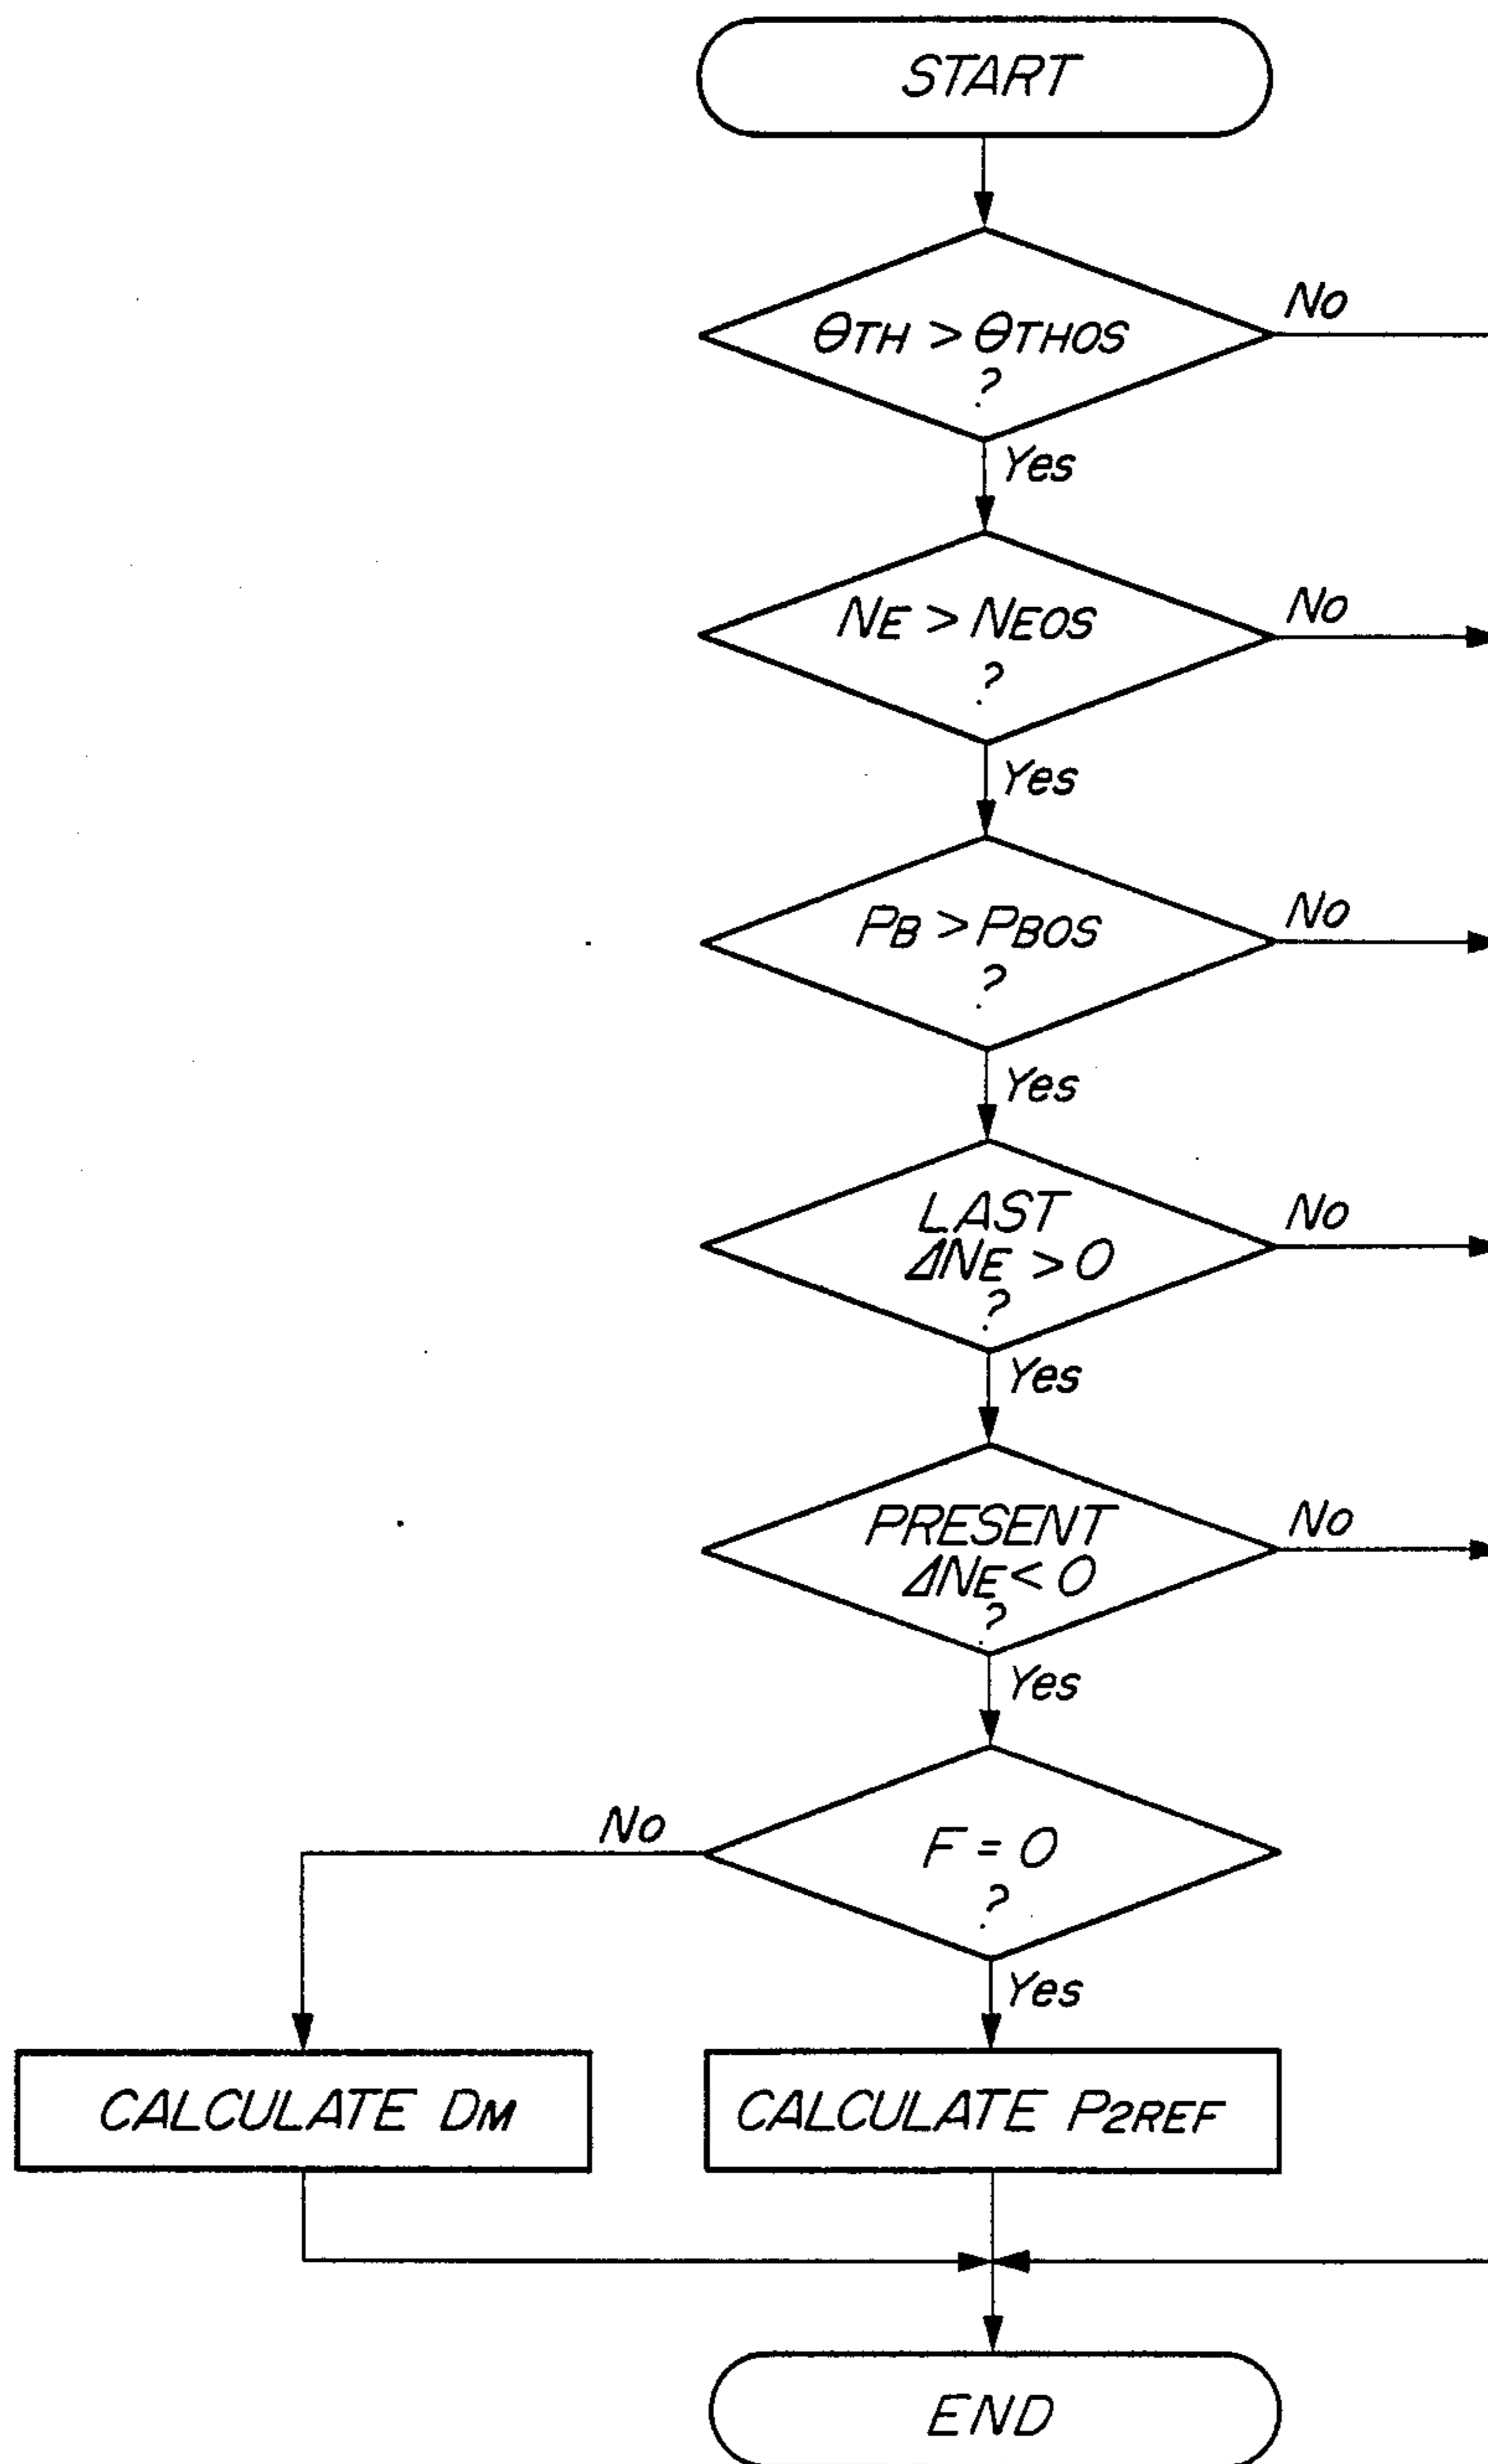 START
θTH > θTHOS
?
No
Yes
NE > NEOS
?
No
Yes
PB > PBOS
?
No
Yes
LAST
ΔNE > 0
?
No
Yes
PRESENT
ΔNE < 0
?
No
Yes
F = 0
?
No
Yes
CALCULATE DM
CALCULATE P2REF
END